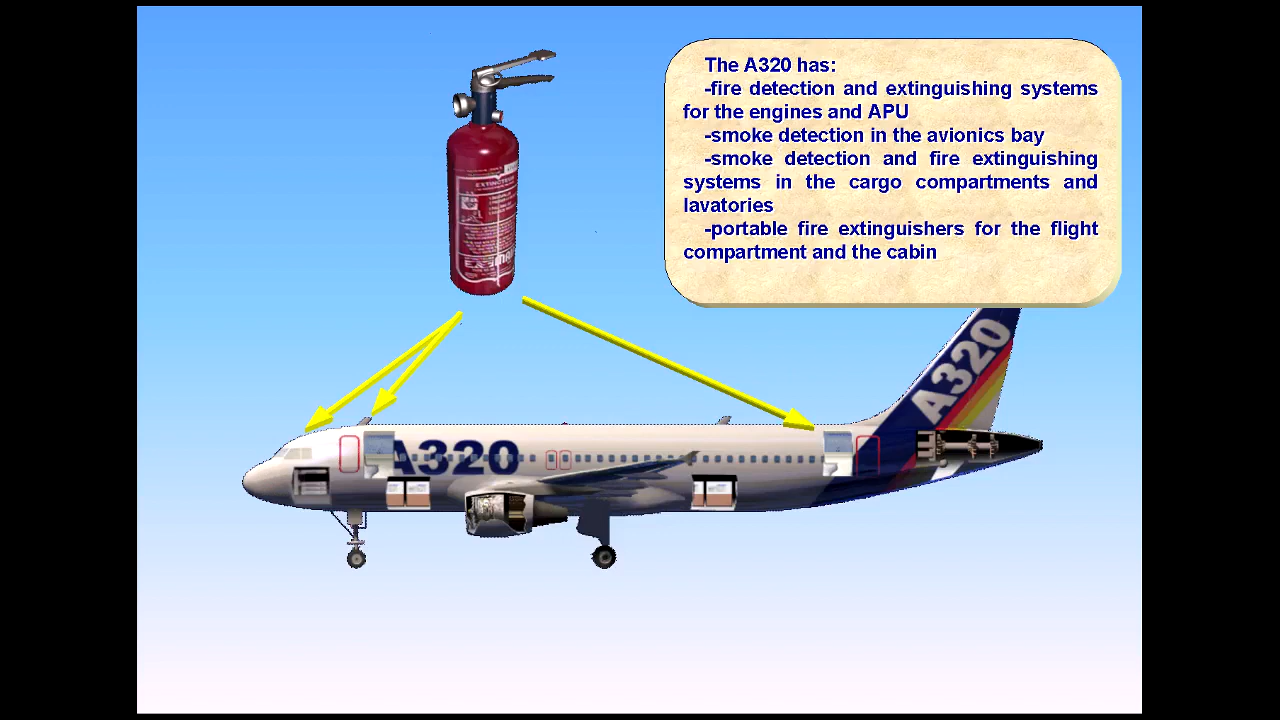 The A320 has:
-fire detection and extinguishing systems
for the engines and APU
-smoke detection in the avionics bay
-smoke detection and fire extinguishing
systems in the cargo compartments and
lavatories
-portable fire extinguishers for the flight
compartment and the cabin
EXTINCTEUR
A320
A320